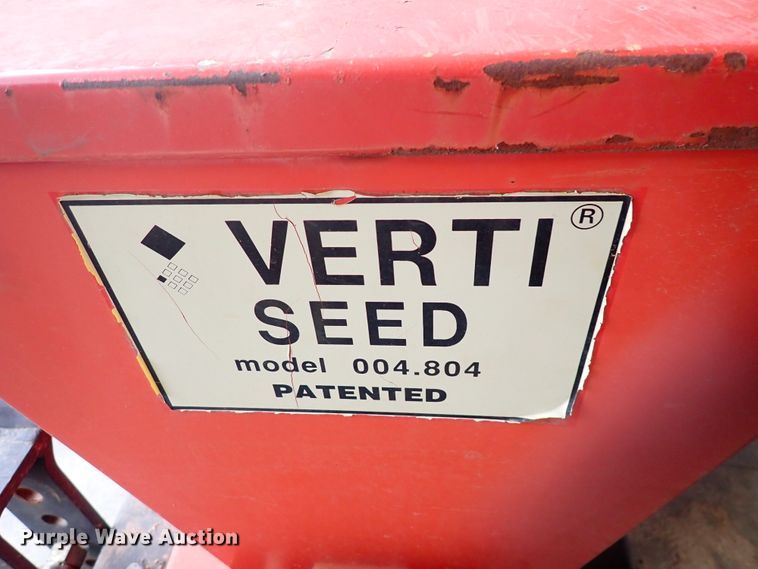 VERTI ®
SEED
model 004.804
PATENTED
Purple Wave Auction